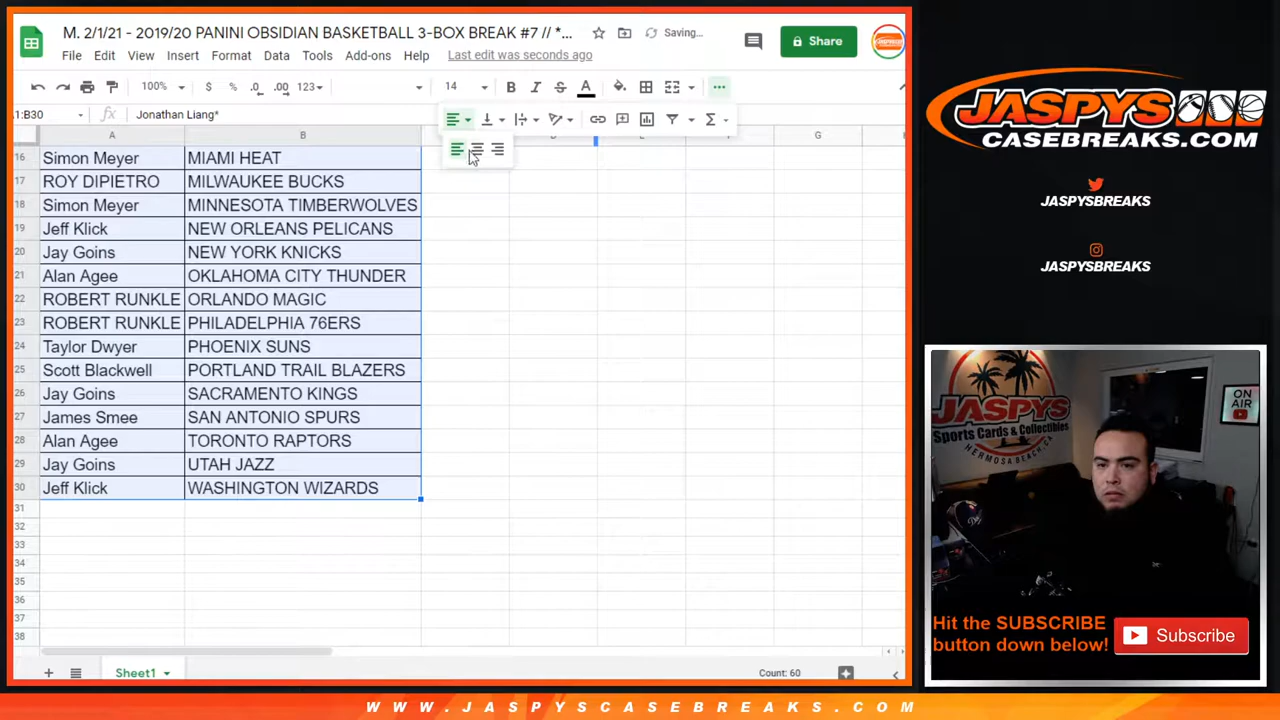 M. 2/1/21 - 2019/20 PANINI OBSIDIAN BASKETBALL 3-BOX BREAK #7 // *...
Saving...
Share
File Edit View Insert Format Data Tools Add-ons Help Last edit was seconds ago
100% $ % .0 .00 123 14 B I S A
1:B30 fx Jonathan Liang*
A B G
16 Simon Meyer MIAMI HEAT
17 ROY DIPIETRO MILWAUKEE BUCKS
18 Simon Meyer MINNESOTA TIMBERWOLVES
19 Jeff Klick NEW ORLEANS PELICANS
20 Jay Goins NEW YORK KNICKS
21 Alan Agee OKLAHOMA CITY THUNDER
22 ROBERT RUNKLE ORLANDO MAGIC
23 ROBERT RUNKLE PHILADELPHIA 76ERS
24 Taylor Dwyer PHOENIX SUNS
25 Scott Blackwell PORTLAND TRAIL BLAZERS
26 Jay Goins SACRAMENTO KINGS
27 James Smee SAN ANTONIO SPURS
28 Alan Agee TORONTO RAPTORS
29 Jay Goins UTAH JAZZ
30 Jeff Klick WASHINGTON WIZARDS
31
32
33
34
35
36
37
38
Sheet1
Count: 60
JASPYS
CASEBREAKS.COM
JASPYSBREAKS
JASPYSBREAKS
JASPYS
Sports Cards & Collectibles
HERMOSA BEACH, CA
ON AIR
Hit the SUBSCRIBE
button down below!
Subscribe
WWW.JASPYSCASEBREAKS.COM